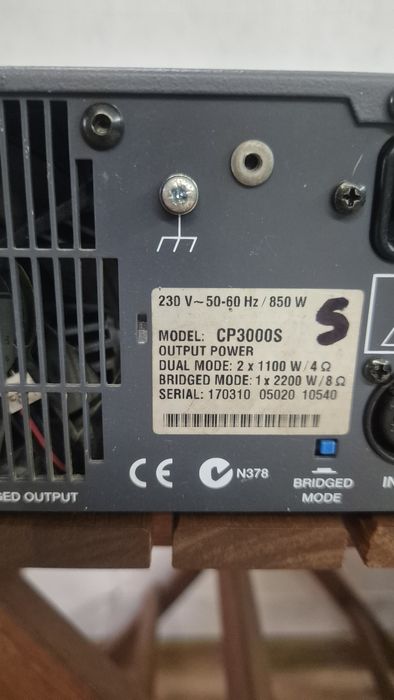 230 V~50-60 Hz / 850 W
S
MODEL: CP3000S
OUTPUT POWER
DUAL MODE: 2 x 1100 W / 4 Ω
BRIDGED MODE: 1 x 2200 W / 8 Ω
SERIAL: 170310 05020 10540
CE
N378
BRIDGED
MODE
OUTPUT